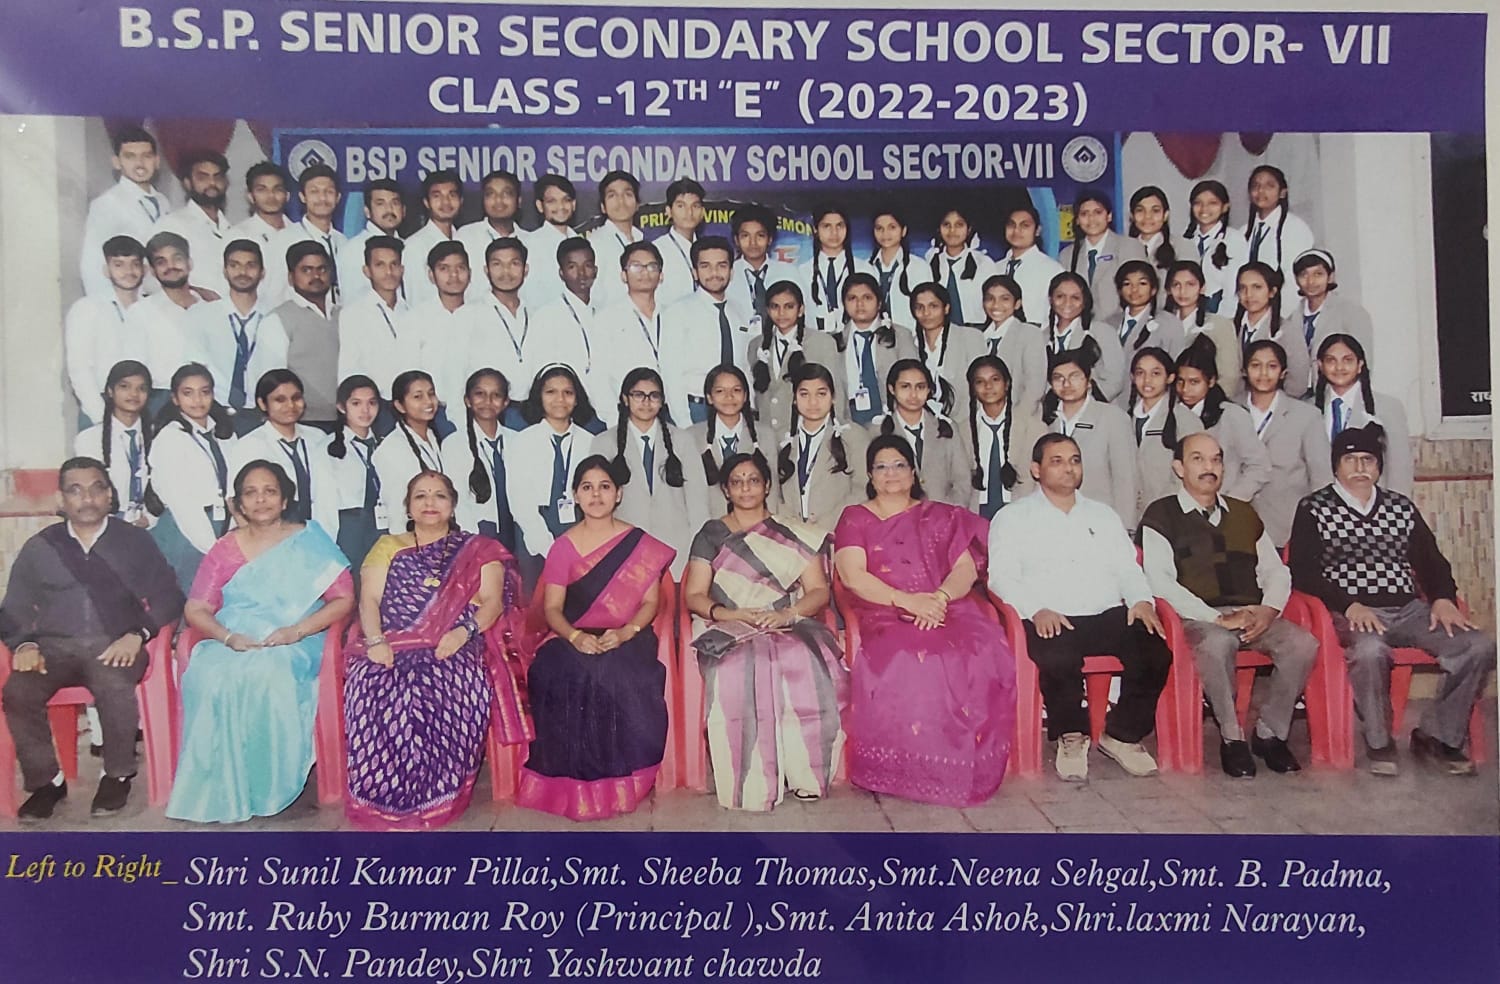 B.S.P. SENIOR SECONDARY SCHOOL SECTOR- VII
CLASS -12TH "E" (2022-2023)
BSP SENIOR SECONDARY SCHOOL SECTOR-VII
Left to Right_ Shri Sunil Kumar Pillai,Smt. Sheeba Thomas,Smt.Neena Sehgal,Smt. B. Padma,
Smt. Ruby Burman Roy (Principal ),Smt. Anita Ashok,Shri.laxmi Narayan,
Shri S.N. Pandey,Shri Yashwant chawda